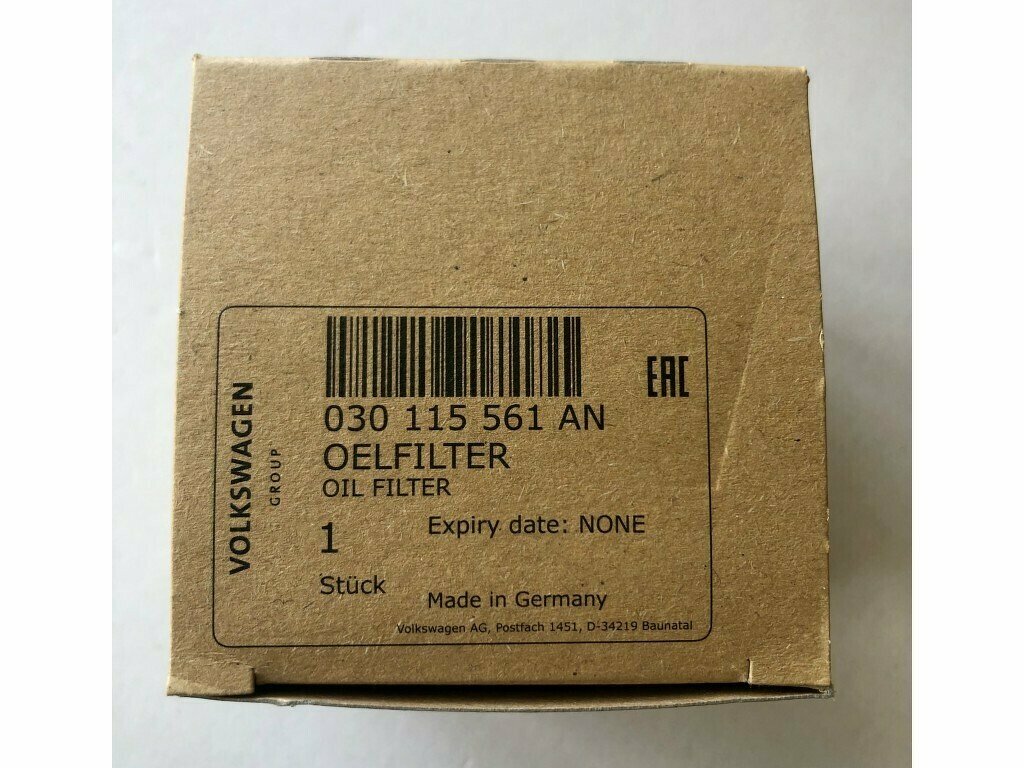 VOLKSWAGEN
GROUP
EAC
030 115 561 AN
OELFILTER
OIL FILTER
1
Expiry date: NONE
Stück
Made in Germany
Volkswagen AG, Postfach 1451, D-34219 Baunatal